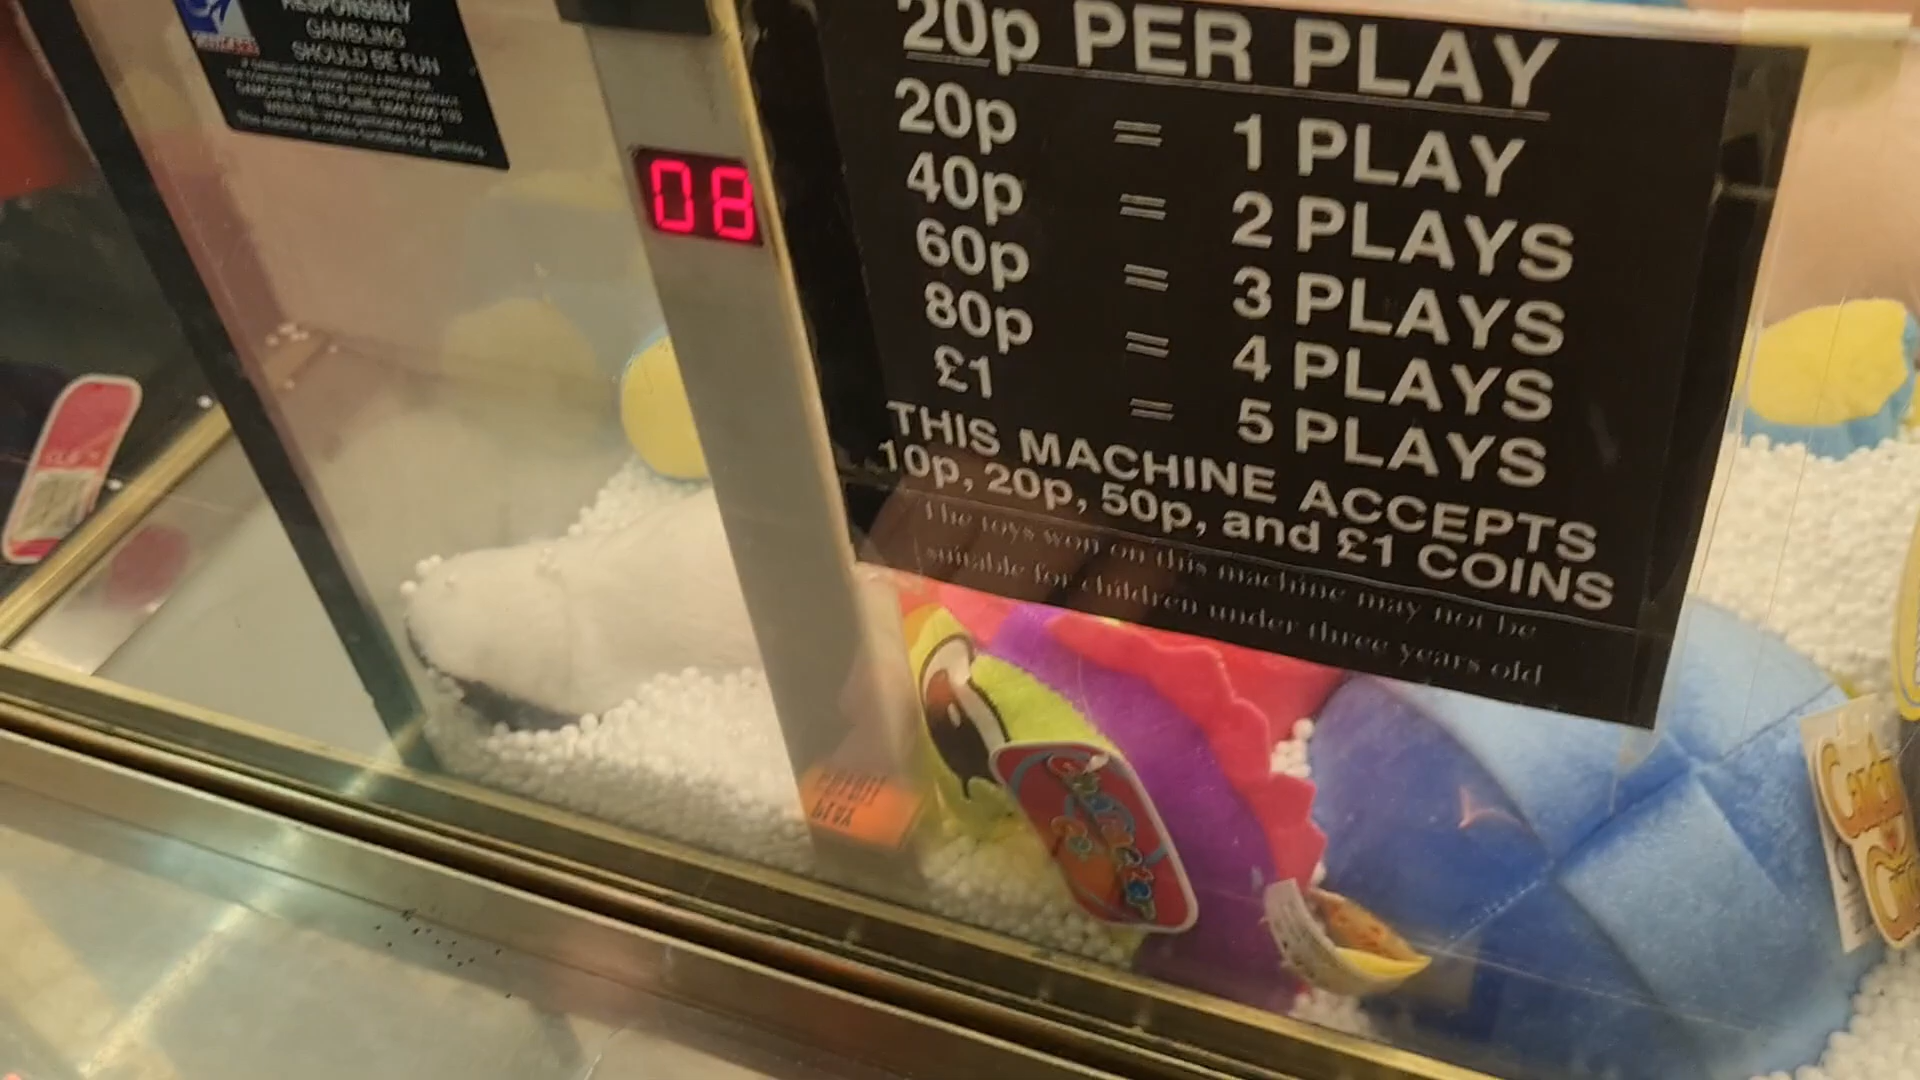 RESPONSIBLY
GAMBLING
SHOULD BE FUN
08
20p PER PLAY
20p = 1 PLAY
40p = 2 PLAYS
60p = 3 PLAYS
80p = 4 PLAYS
£1 = 5 PLAYS
THIS MACHINE ACCEPTS
10p, 20p, 50p, and £1 COINS
The toys won on this machine may not be
suitable for children under three years old
Character